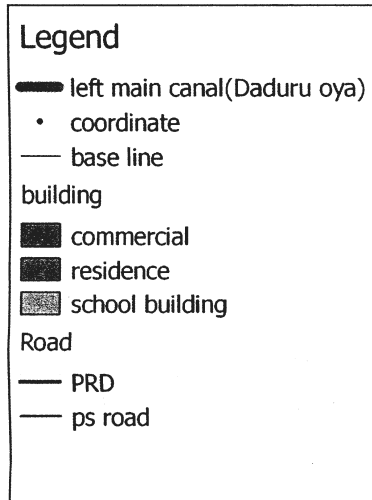 Legend
left main canal(Daduru oya)
coordinate
base line
building
commercial
residence
school building
Road
PRD
ps road